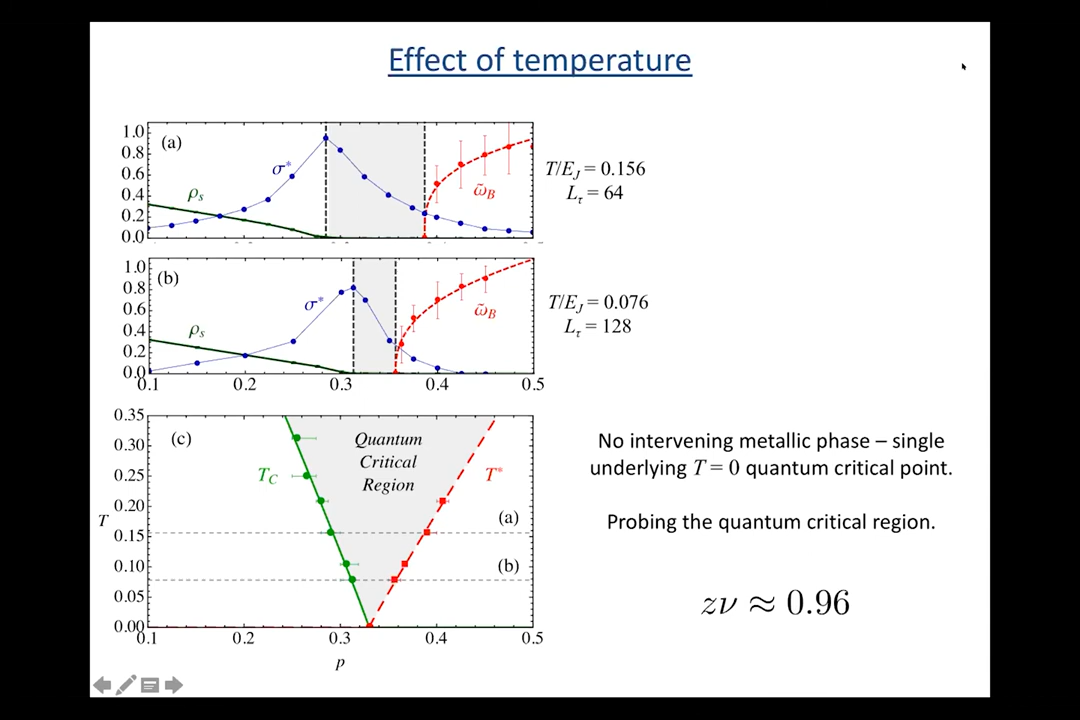 Effect of temperature
1.0
0.8
0.6
0.4
0.2
0.0
(a)
σ*
ρs
ω̃B
T/EJ = 0.156
Lτ = 64
1.0
0.8
0.6
0.4
0.2
0.0
(b)
σ*
ρs
ω̃B
T/EJ = 0.076
Lτ = 128
0.1 0.2 0.3 0.4 0.5
0.35
0.30
0.25
0.20
0.15
0.10
0.05
0.00
T
(c)
Quantum
Critical
Region
TC
T*
(a)
(b)
0.1 0.2 0.3 0.4 0.5
p
No intervening metallic phase – single
underlying T = 0 quantum critical point.
Probing the quantum critical region.
zν ≈ 0.96